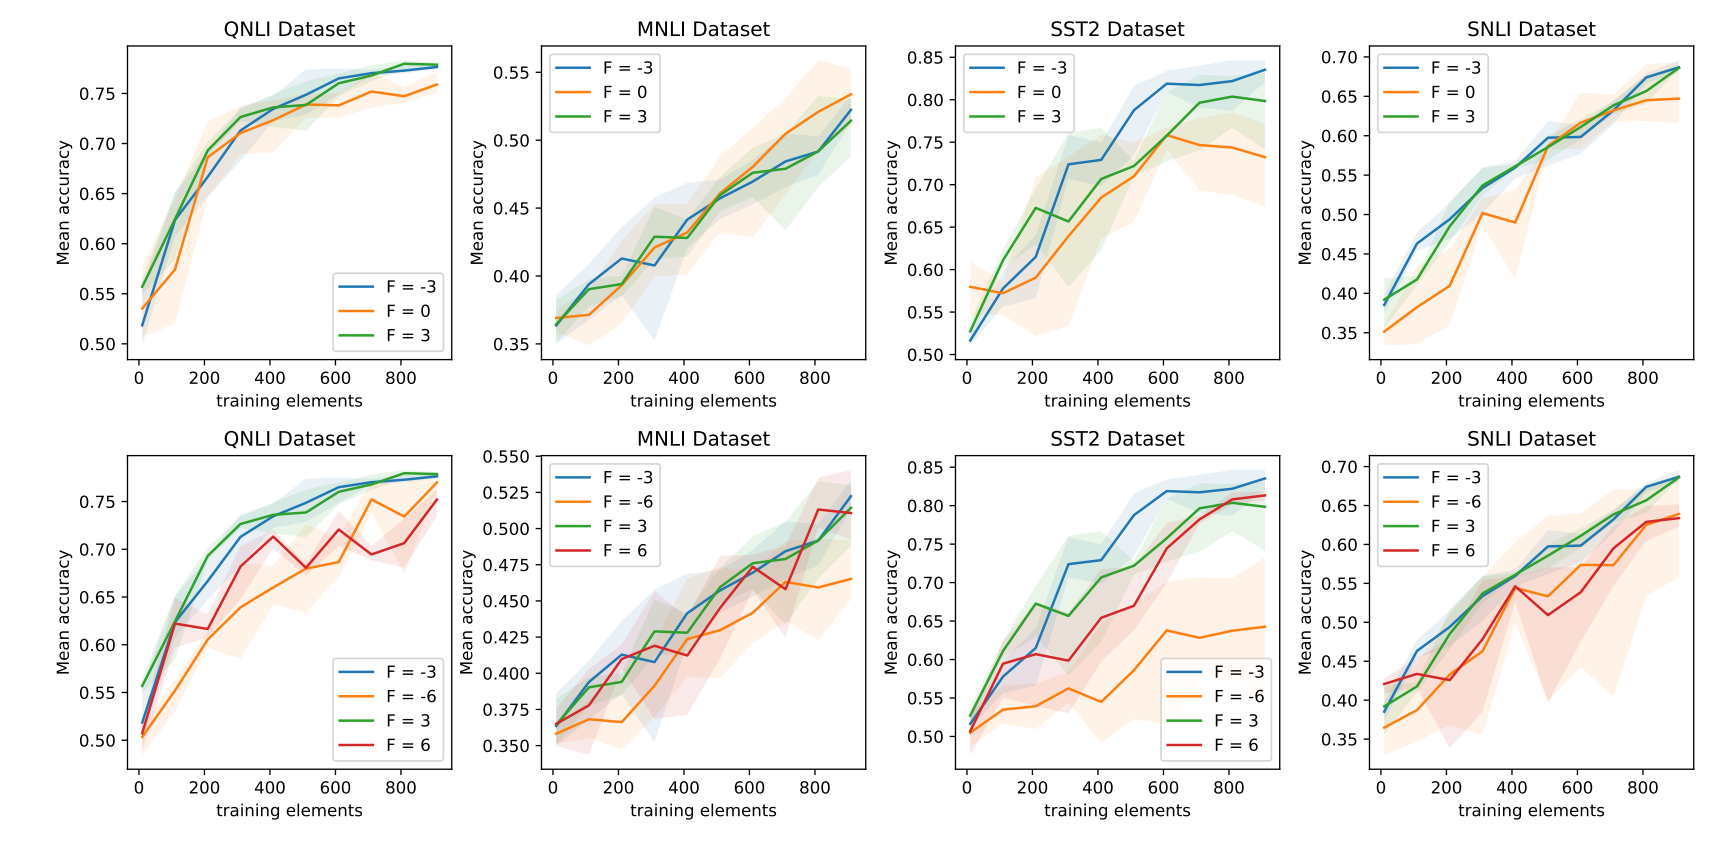 QNLI Dataset
Mean accuracy
0.75
0.70
0.65
0.60
0.55
0.50
F = -3
F = 0
F = 3
0 200 400 600 800
training elements
MNLI Dataset
Mean accuracy
0.55
0.50
0.45
0.40
0.35
F = -3
F = 0
F = 3
0 200 400 600 800
training elements
SST2 Dataset
Mean accuracy
0.85
0.80
0.75
0.70
0.65
0.60
0.55
0.50
F = -3
F = 0
F = 3
0 200 400 600 800
training elements
SNLI Dataset
Mean accuracy
0.70
0.65
0.60
0.55
0.50
0.45
0.40
0.35
F = -3
F = 0
F = 3
0 200 400 600 800
training elements
QNLI Dataset
Mean accuracy
0.75
0.70
0.65
0.60
0.55
0.50
F = -3
F = -6
F = 3
F = 6
0 200 400 600 800
training elements
MNLI Dataset
Mean accuracy
0.550
0.525
0.500
0.475
0.450
0.425
0.400
0.375
0.350
F = -3
F = -6
F = 3
F = 6
0 200 400 600 800
training elements
SST2 Dataset
Mean accuracy
0.85
0.80
0.75
0.70
0.65
0.60
0.55
0.50
F = -3
F = -6
F = 3
F = 6
0 200 400 600 800
training elements
SNLI Dataset
Mean accuracy
0.70
0.65
0.60
0.55
0.50
0.45
0.40
0.35
F = -3
F = -6
F = 3
F = 6
0 200 400 600 800
training elements